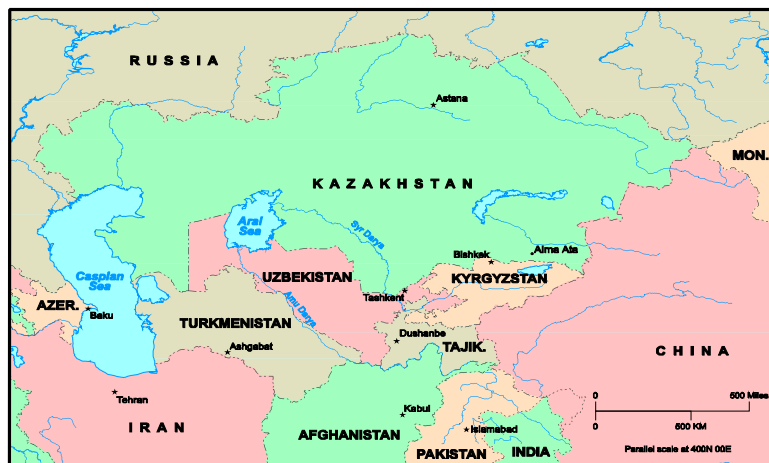 RUSSIA
Astana
MON.
KAZAKHSTAN
Aral
Sea
Syr Darya
Bishkek
Alma Ata
Caspian
Sea
UZBEKISTAN
KYRGYZSTAN
Tashkent
AZER.
Baku
Amu Darya
TURKMENISTAN
Dushanbe
TAJIK.
Ashgabat
CHINA
Tehran
0
500 Miles
Kabul
IRAN
0
500 KM
AFGHANISTAN
Islamabad
PAKISTAN
INDIA
Parallel scale at 400N 00E